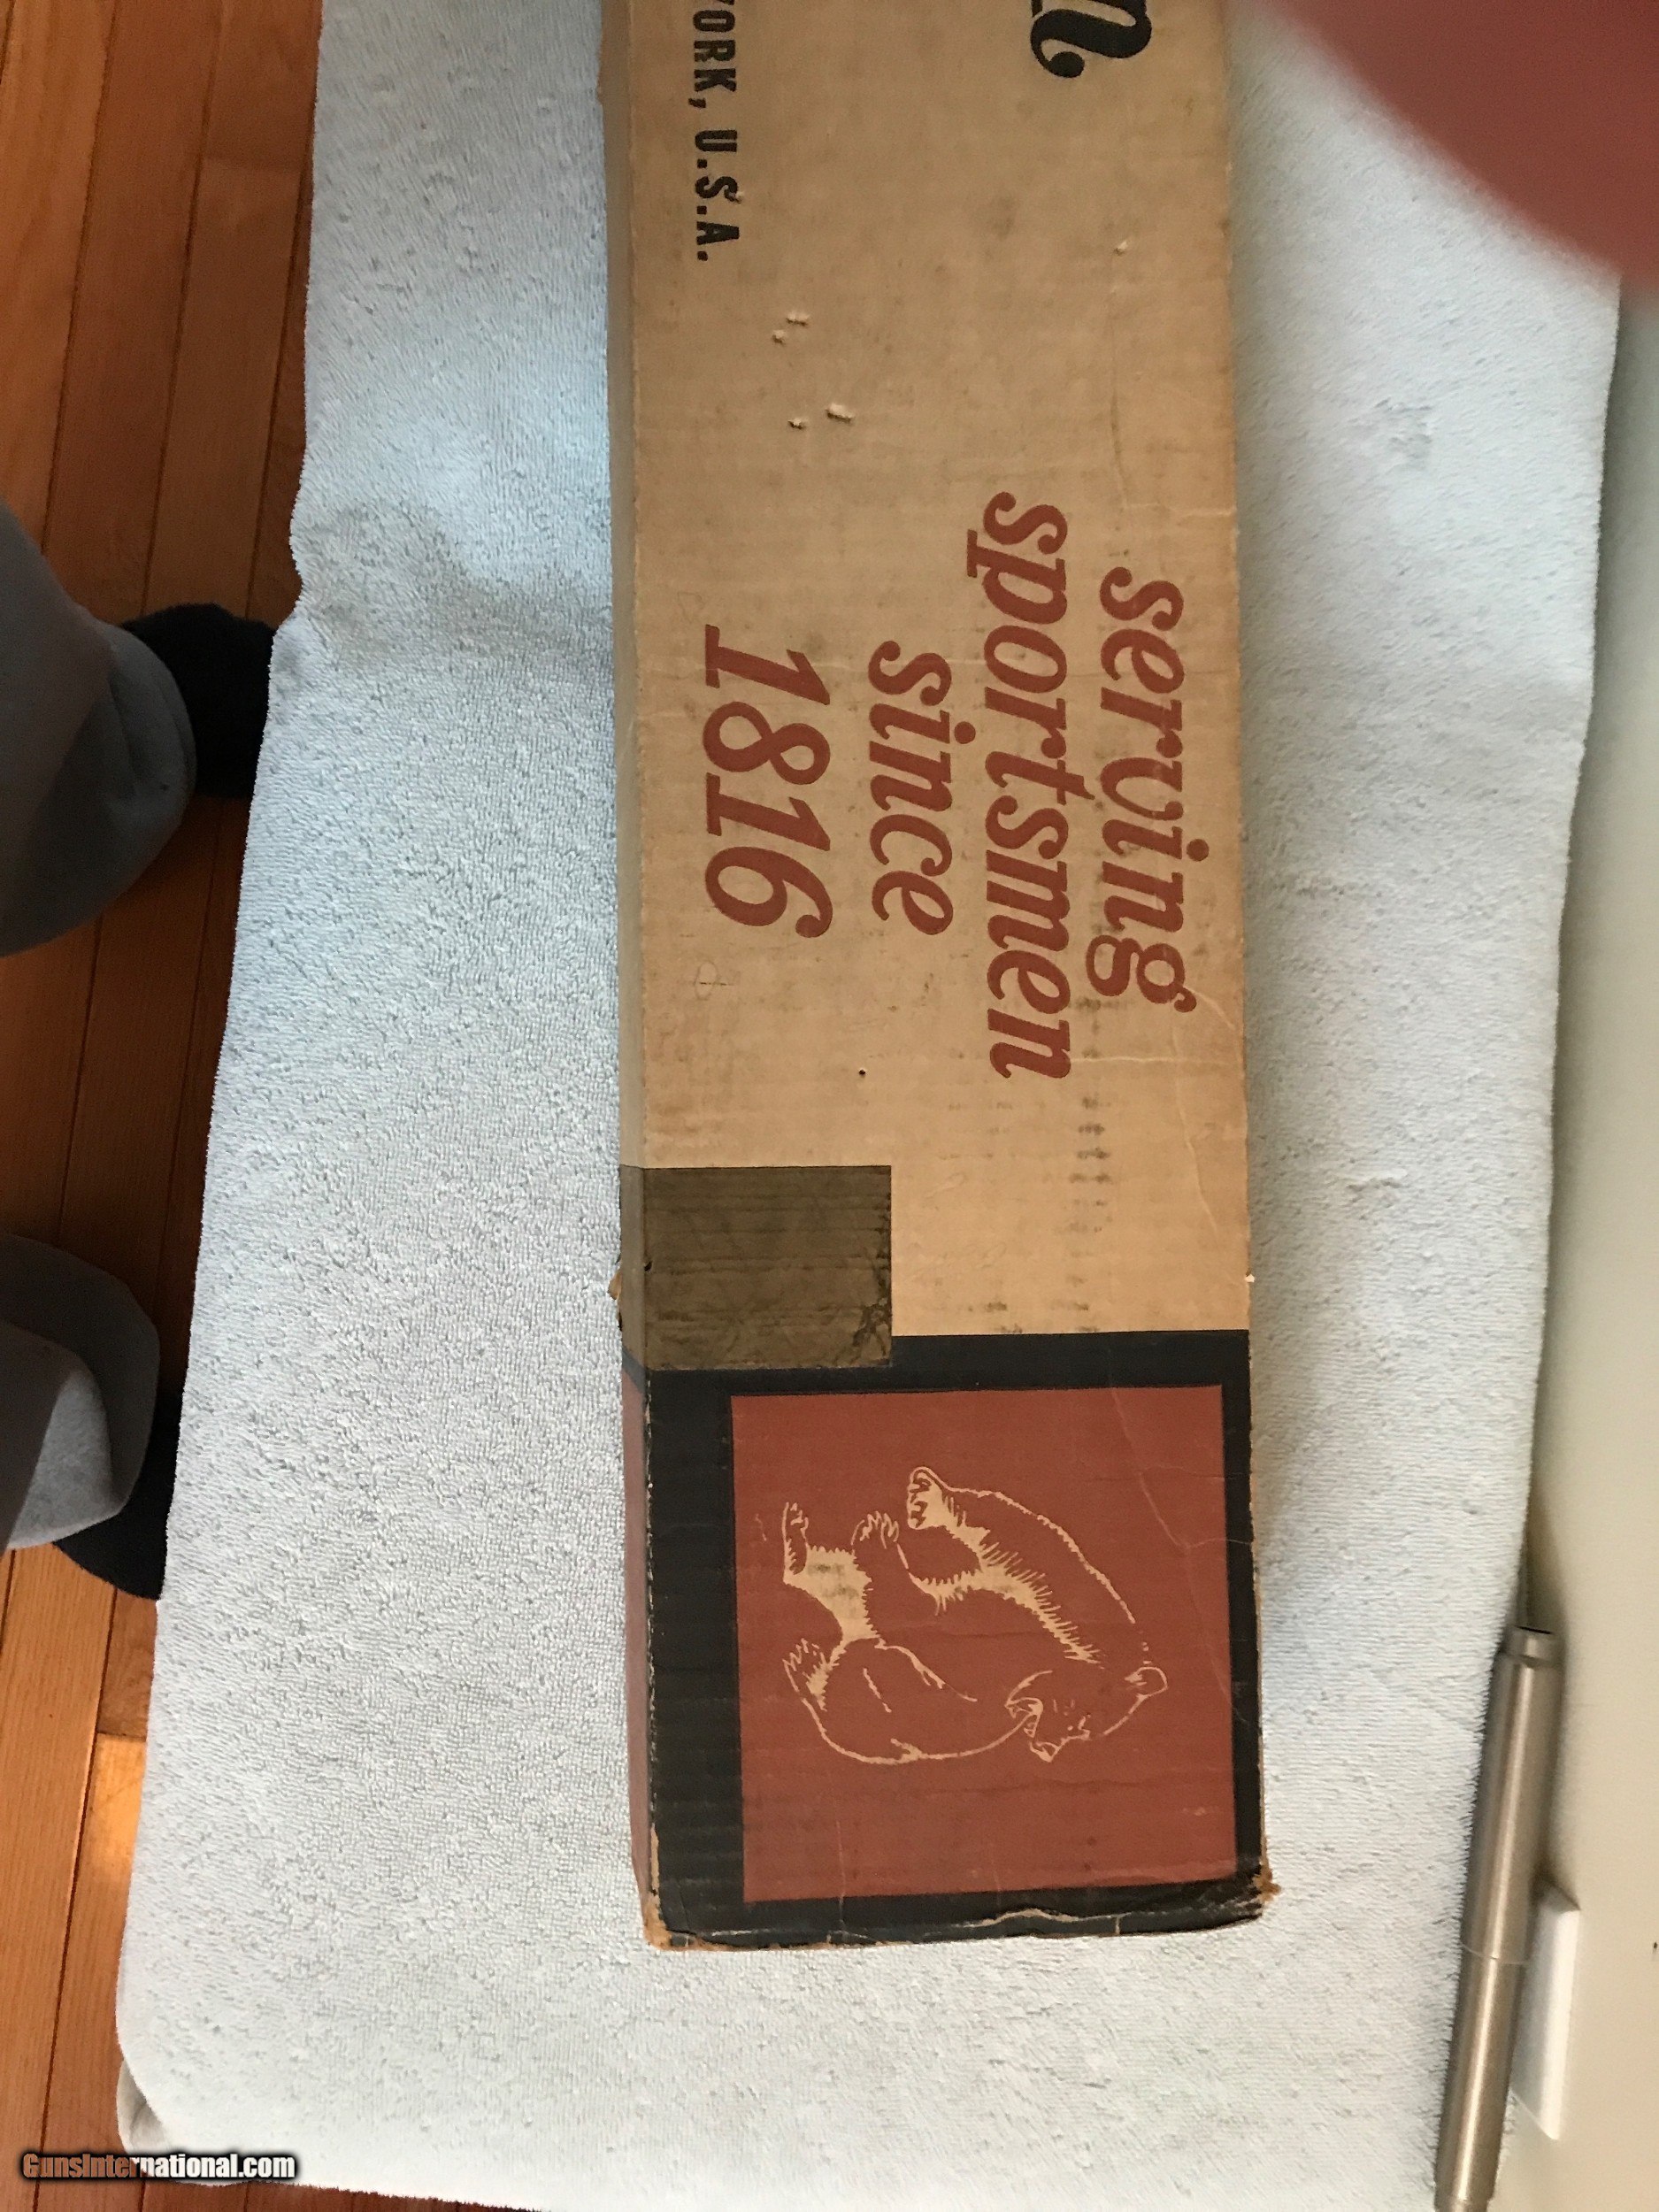 n
YORK, U.S.A.
serving
sportsmen
since
1816
GunsInternational.com